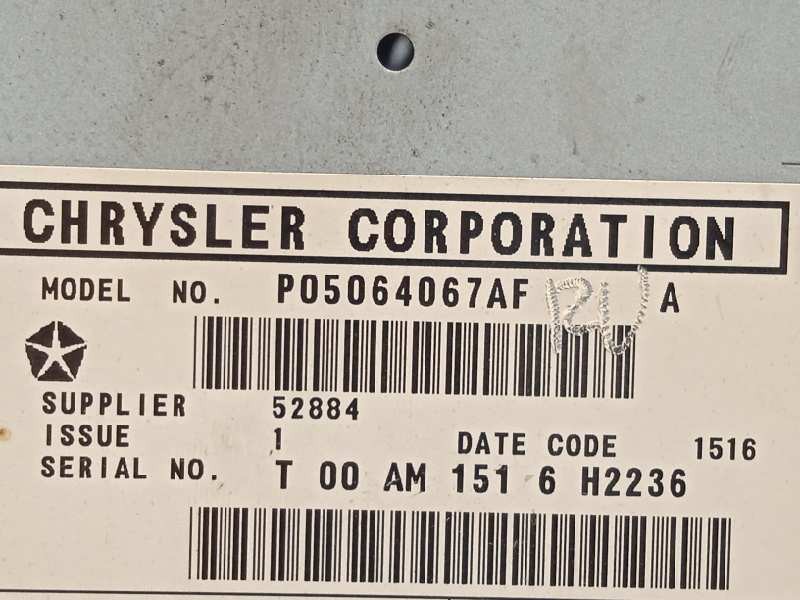 CHRYSLER CORPORATION
MODEL NO. P05064067AF A
SUPPLIER 52884
ISSUE 1 DATE CODE 1516
SERIAL NO. T 00 AM 151 6 H2236